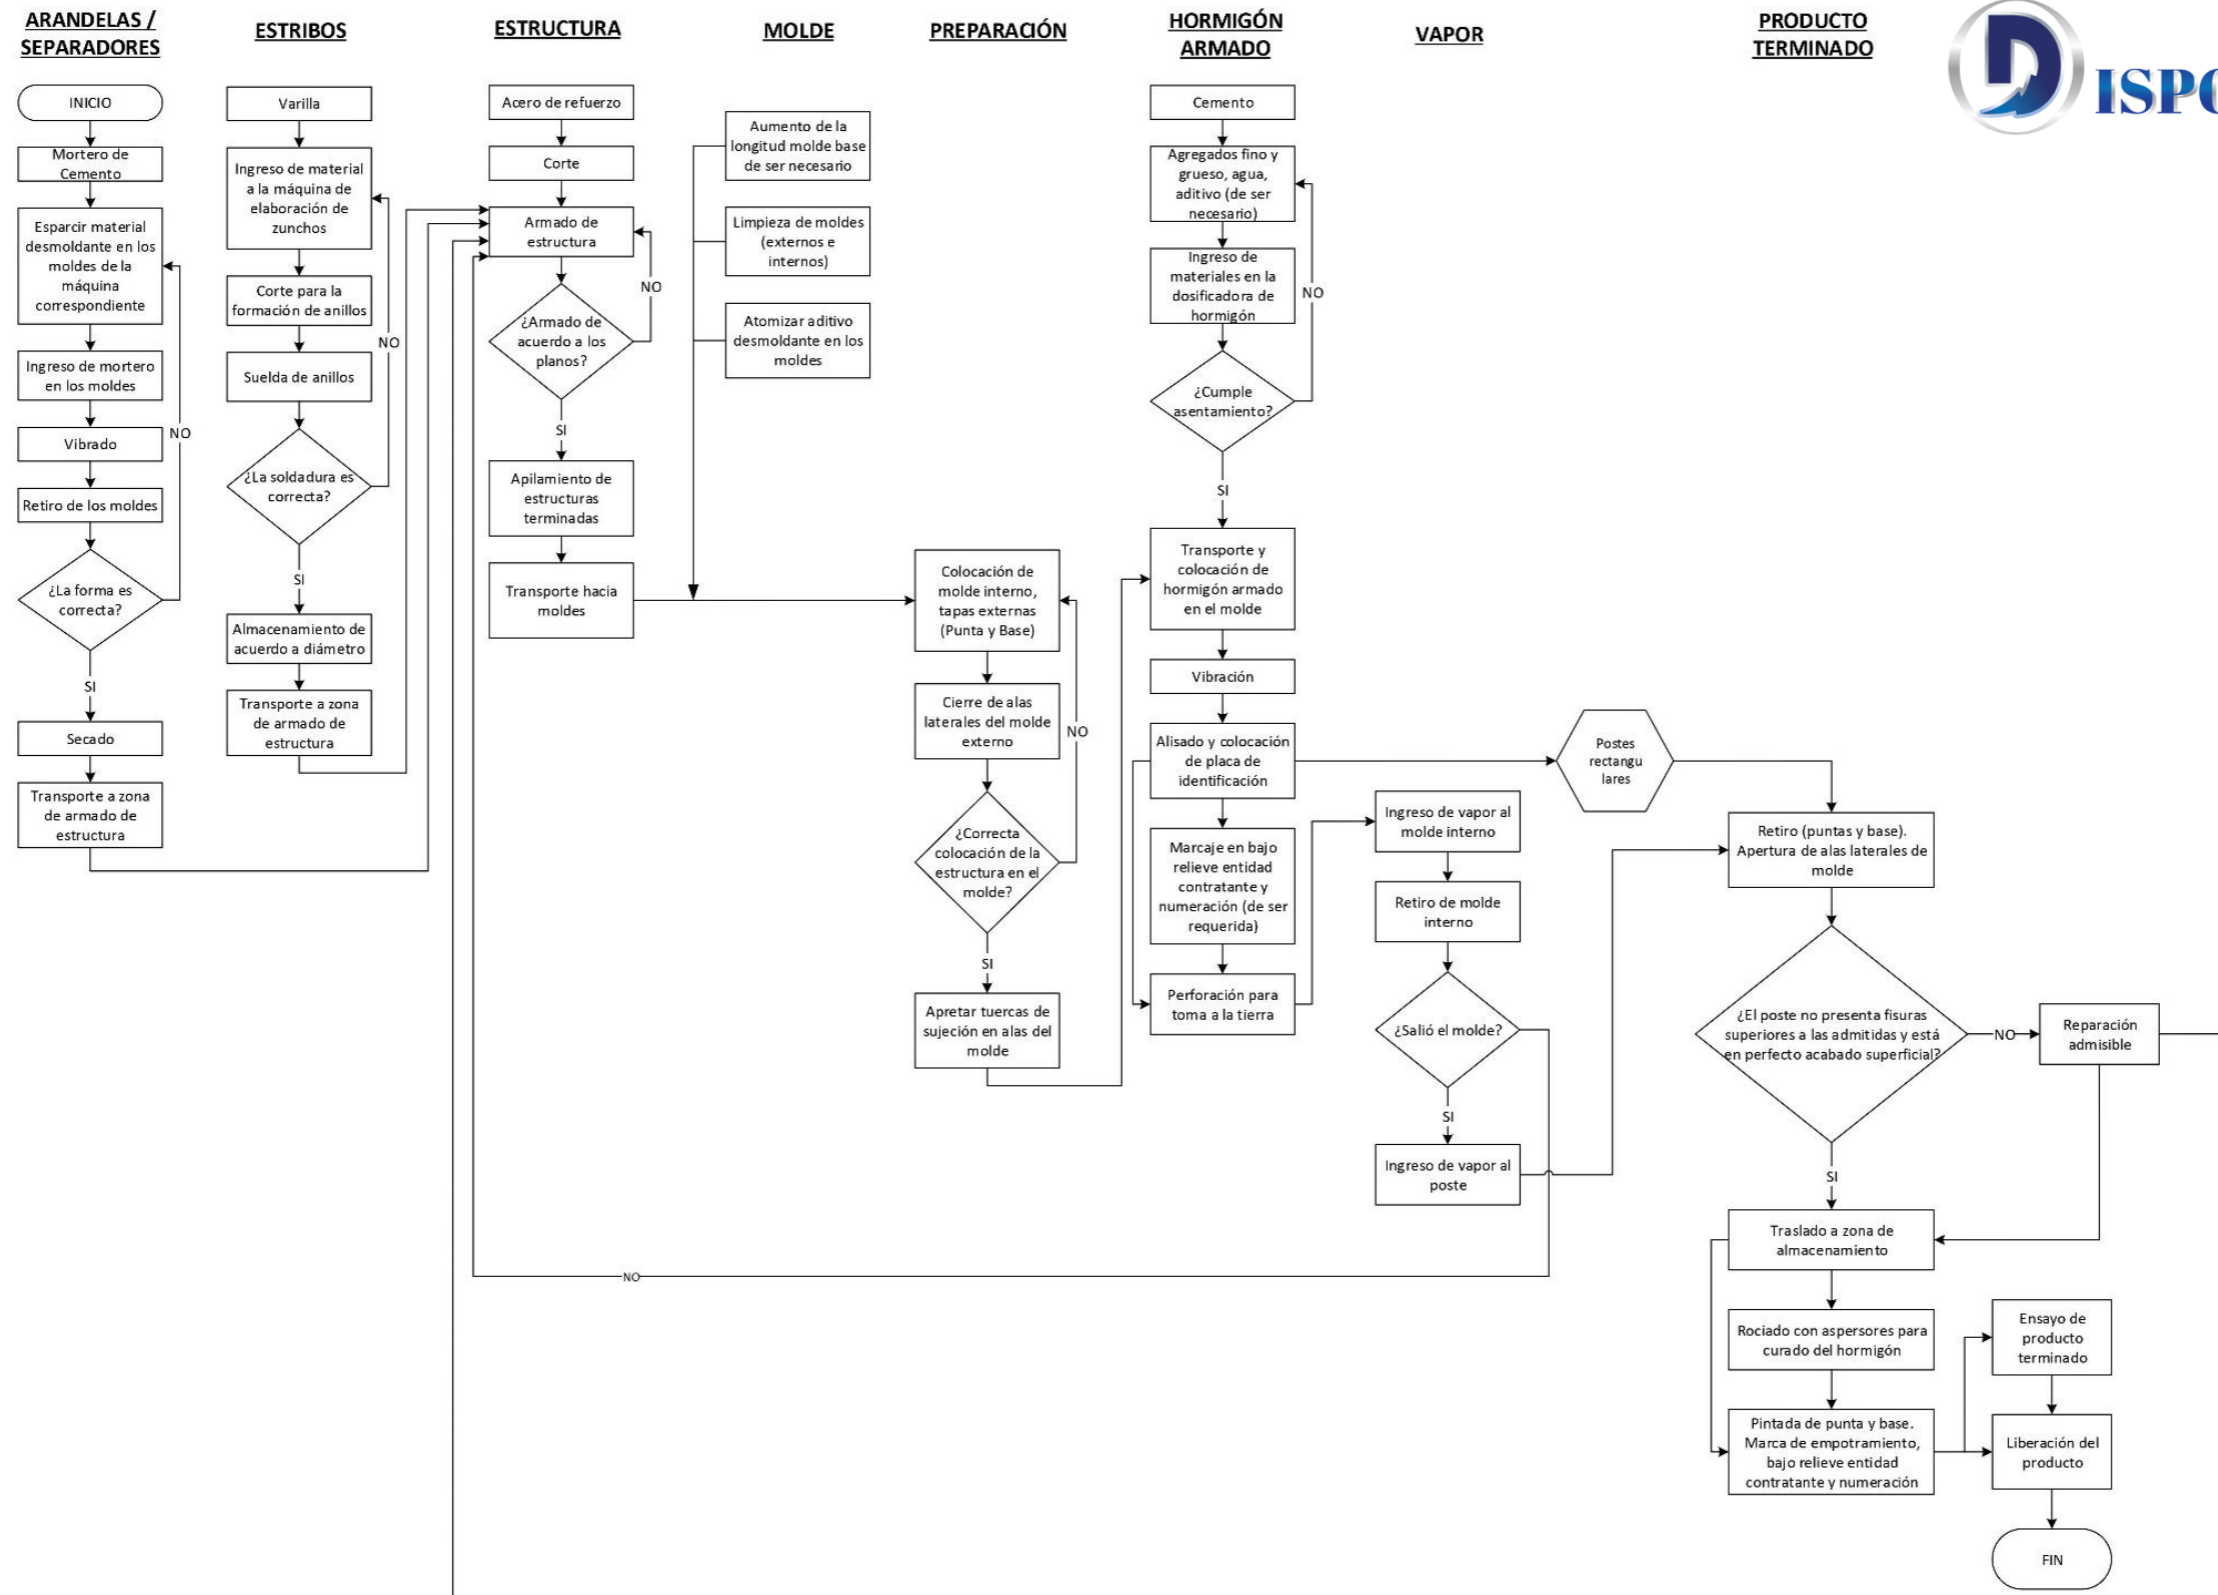 ARANDELAS /
SEPARADORES
INICIO
Mortero de
Cemento
Esparcir material
desmoldante en los
moldes de la
máquina
correspondiente
Ingreso de mortero
en los moldes
Vibrado
Retiro de los moldes
¿La forma es
correcta?
NO
SI
Secado
Transporte a zona
de armado de
estructura
ESTRIBOS
Varilla
Ingreso de material
a la máquina de
elaboración de
zunchos
Corte para la
formación de anillos
Suelda de anillos
¿La soldadura es
correcta?
NO
SI
Almacenamiento de
acuerdo a diámetro
Transporte a zona
de armado de
estructura
ESTRUCTURA
Acero de refuerzo
Corte
Armado de
estructura
¿Armado de
acuerdo a los
planos?
NO
SI
Apilamiento de
estructuras
terminadas
Transporte hacia
moldes
MOLDE
Aumento de la
longitud molde base
de ser necesario
Limpieza de moldes
(externos e
internos)
Atomizar aditivo
desmoldante en los
moldes
PREPARACIÓN
Colocación de
molde interno,
tapas externas
(Punta y Base)
Cierre de alas
laterales del molde
externo
¿Correcta
colocación de la
estructura en el
molde?
NO
SI
Apretar tuercas de
sujeción en alas del
molde
HORMIGÓN
ARMADO
Cemento
Agregados fino y
grueso, agua,
aditivo (de ser
necesario)
Ingreso de
materiales en la
dosificadora de
hormigón
¿Cumple
asentamiento?
NO
SI
Transporte y
colocación de
hormigón armado
en el molde
Vibración
Alisado y colocación
de placa de
identificación
Marcaje en bajo
relieve entidad
contratante y
numeración (de ser
requerida)
Perforación para
toma a la tierra
VAPOR
Ingreso de vapor al
molde interno
Retiro de molde
interno
¿Salió el molde?
SI
Ingreso de vapor al
poste
NO
Postes
rectangu
lares
PRODUCTO
TERMINADO
Retiro (puntas y base).
Apertura de alas laterales de
molde
¿El poste no presenta fisuras
superiores a las admitidas y está
en perfecto acabado superficial?
NO
Reparación
admisible
SI
Traslado a zona de
almacenamiento
Rociado con aspersores para
curado del hormigón
Pintada de punta y base.
Marca de empotramiento,
bajo relieve entidad
contratante y numeración
Ensayo de
producto
terminado
Liberación del
producto
FIN
D
ISPO